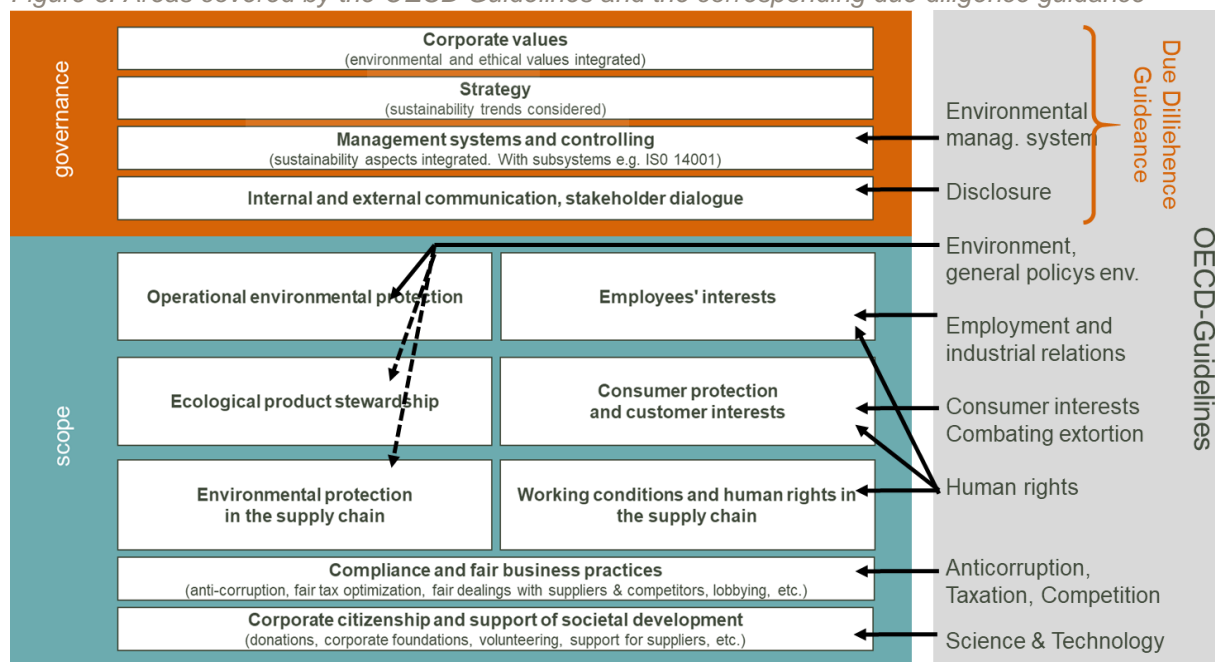 Figure 3. Areas covered by the OECD Guidelines and the corresponding due diligence guidance
governance
Corporate values
(environmental and ethical values integrated)
Strategy
(sustainability trends considered)
Management systems and controlling
(sustainability aspects integrated. With subsystems e.g. IS0 14001)
Internal and external communication, stakeholder dialogue
scope
Operational environmental protection
Employees' interests
Ecological product stewardship
Consumer protection
and customer interests
Environmental protection
in the supply chain
Working conditions and human rights in
the supply chain
Compliance and fair business practices
(anti-corruption, fair tax optimization, fair dealings with suppliers & competitors, lobbying, etc.)
Corporate citizenship and support of societal development
(donations, corporate foundations, volunteering, support for suppliers, etc.)
Environmental
manag. system
Disclosure
Environment,
general policys env.
Employment and
industrial relations
Consumer interests
Combating extortion
Human rights
Anticorruption,
Taxation, Competition
Science & Technology
Due Dilliehence
Guideance
OECD-Guidelines